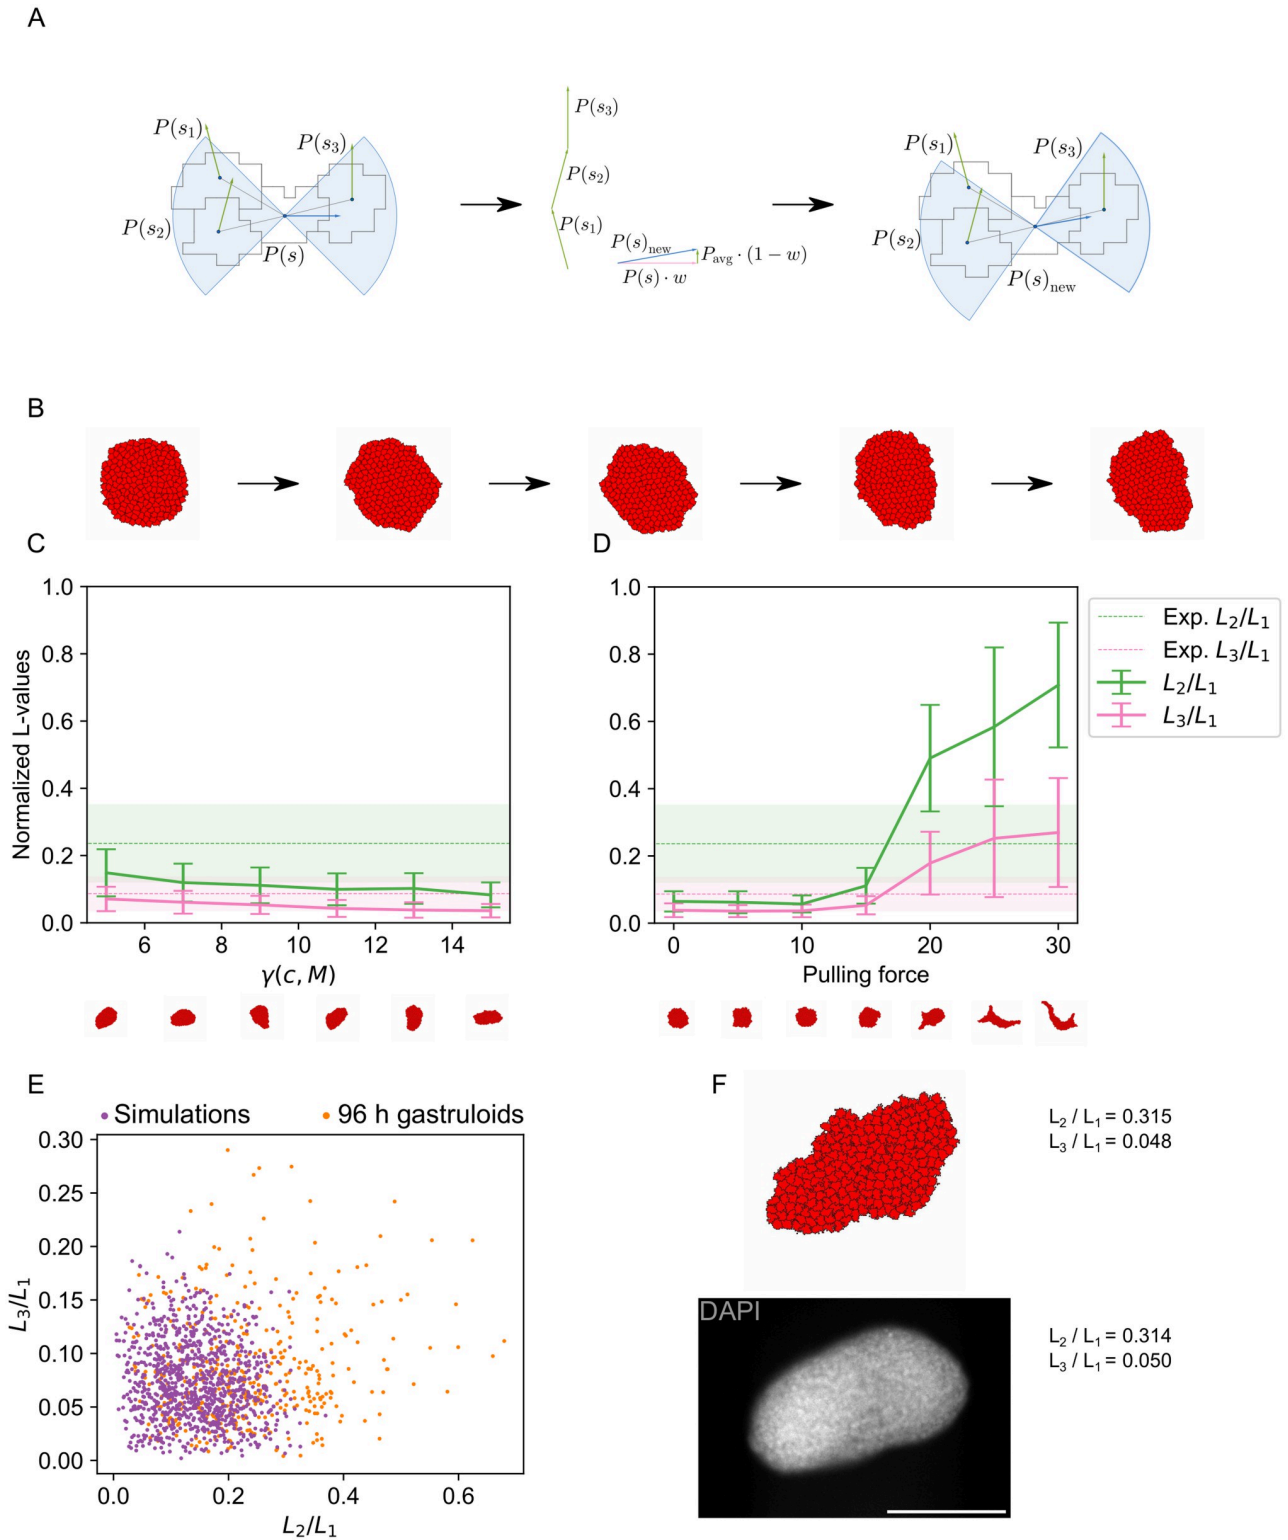 A
P(s₁)
P(s₃)
P(s₂)
P(s)
P(s₃)
P(s₂)
P(s₁)
P(s)new
Pavg · (1 − w)
P(s) · w
P(s₁)
P(s₃)
P(s₂)
P(s)new
B
C
D
Normalized L-values
1.0
0.8
0.6
0.4
0.2
0.0
6
8
10
12
14
γ(c, M)
1.0
0.8
0.6
0.4
0.2
0.0
0
10
20
30
Pulling force
Exp. L₂/L₁
Exp. L₃/L₁
L₂/L₁
L₃/L₁
E
Simulations
96 h gastruloids
L₃/L₁
0.30
0.25
0.20
0.15
0.10
0.05
0.00
0.0
0.2
0.4
0.6
L₂/L₁
F
L₂ / L₁ = 0.315
L₃ / L₁ = 0.048
DAPI
L₂ / L₁ = 0.314
L₃ / L₁ = 0.050